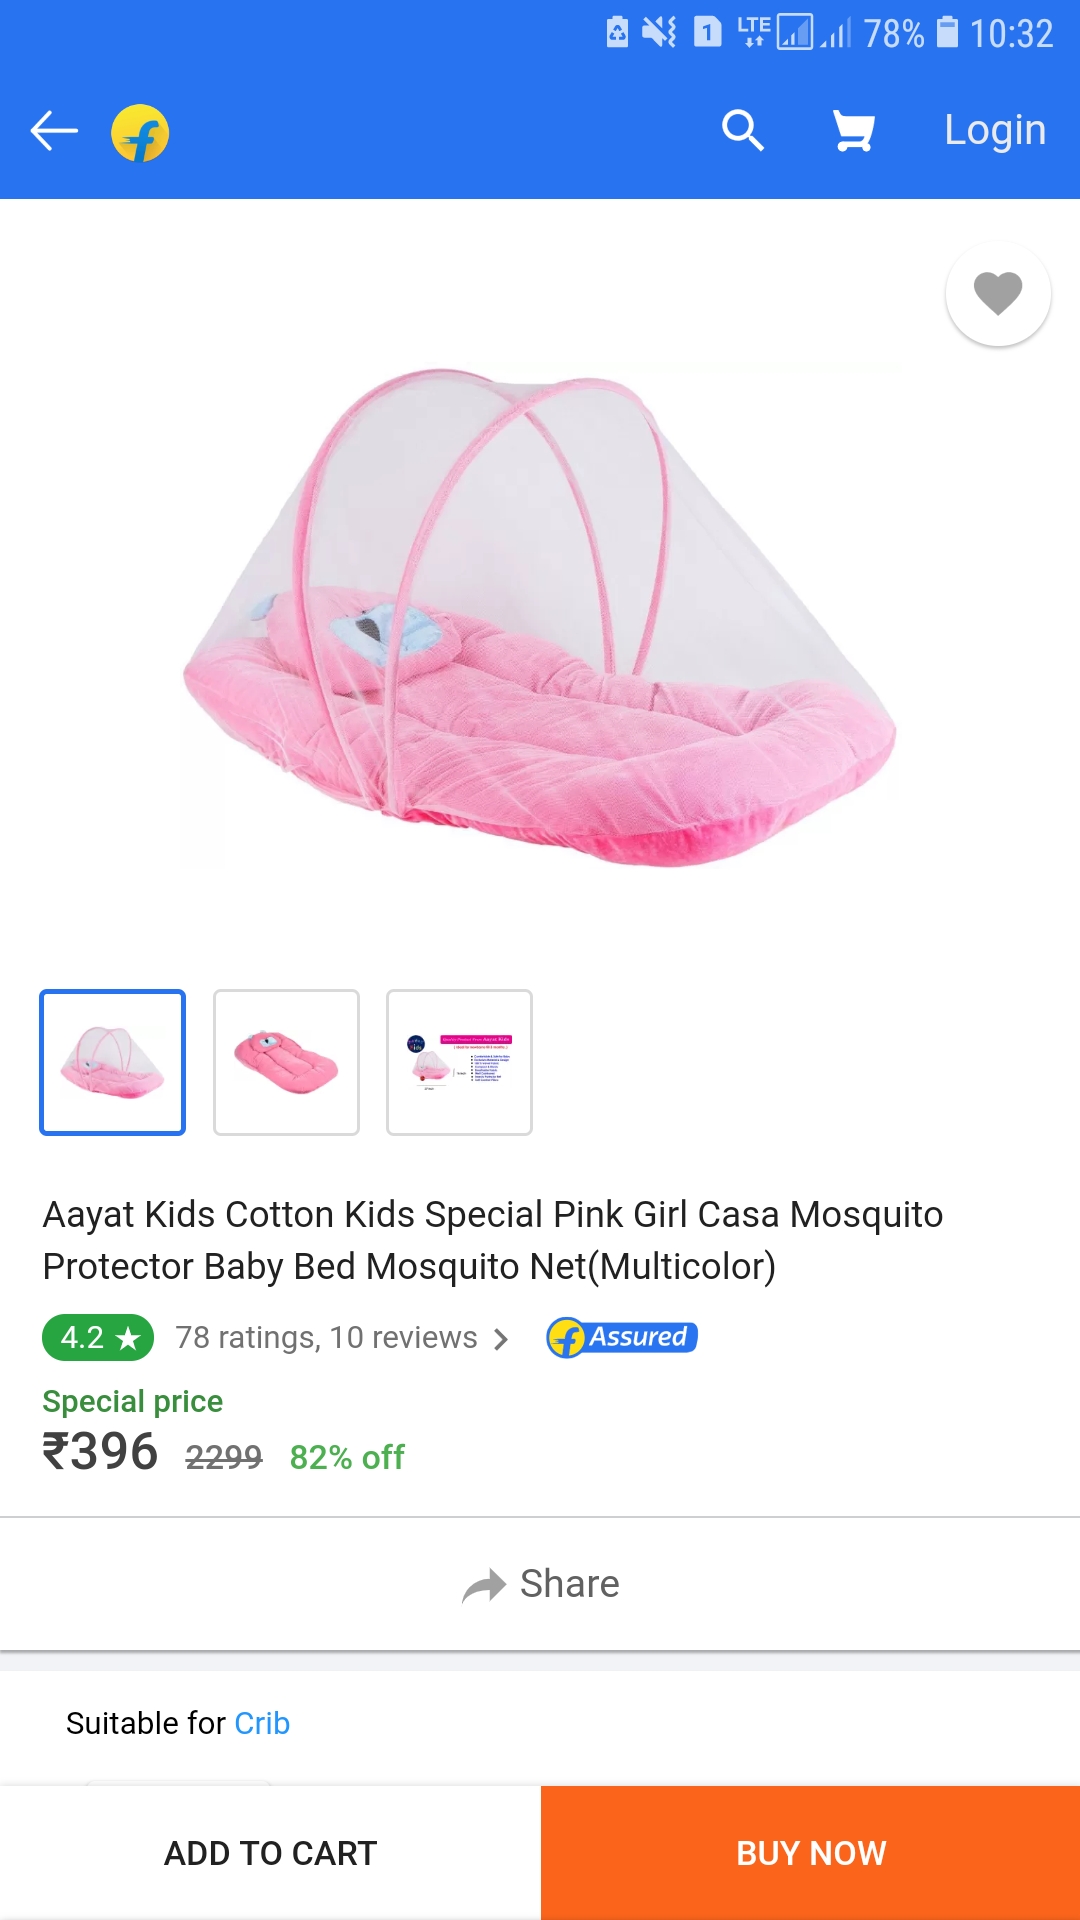 LTE 78% 10:32
Login
Aayat Kids Cotton Kids Special Pink Girl Casa Mosquito
Protector Baby Bed Mosquito Net(Multicolor)
4.2 ★ 78 ratings, 10 reviews > Assured
Special price
₹396 2299 82% off
Share
Suitable for Crib
ADD TO CART BUY NOW